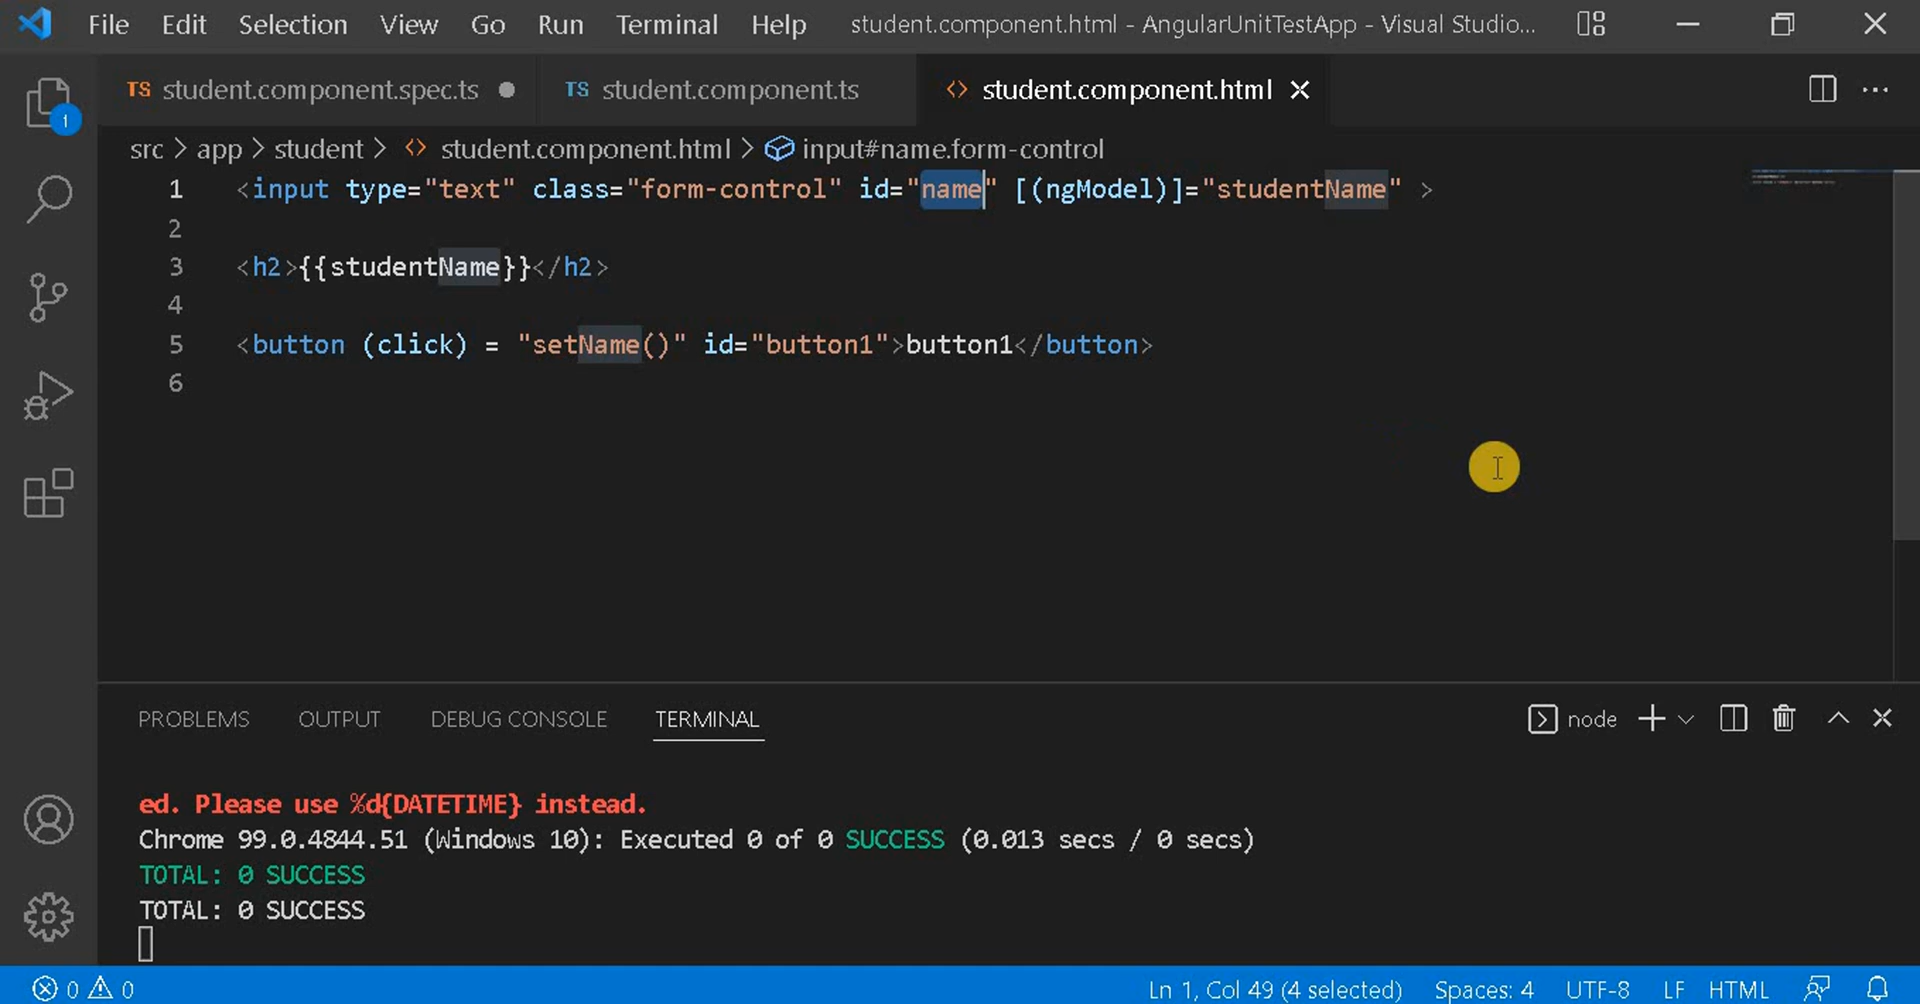 File Edit Selection View Go Run Terminal Help student.component.html - AngularUnitTestApp - Visual Studio...
TS student.component.spec.ts TS student.component.ts <> student.component.html
1
src > app > student > <> student.component.html > input#name.form-control
1 <input type="text" class="form-control" id="name" [(ngModel)]="studentName" >
2
3 <h2>{{studentName}}</h2>
4
5 <button (click) = "setName()" id="button1">button1</button>
6
PROBLEMS OUTPUT DEBUG CONSOLE TERMINAL node
ed. Please use %d{DATETIME} instead.
Chrome 99.0.4844.51 (Windows 10): Executed 0 of 0 SUCCESS (0.013 secs / 0 secs)
TOTAL: 0 SUCCESS
TOTAL: 0 SUCCESS
0 0 Ln 1, Col 49 (4 selected) Spaces: 4 UTF-8 LF HTML